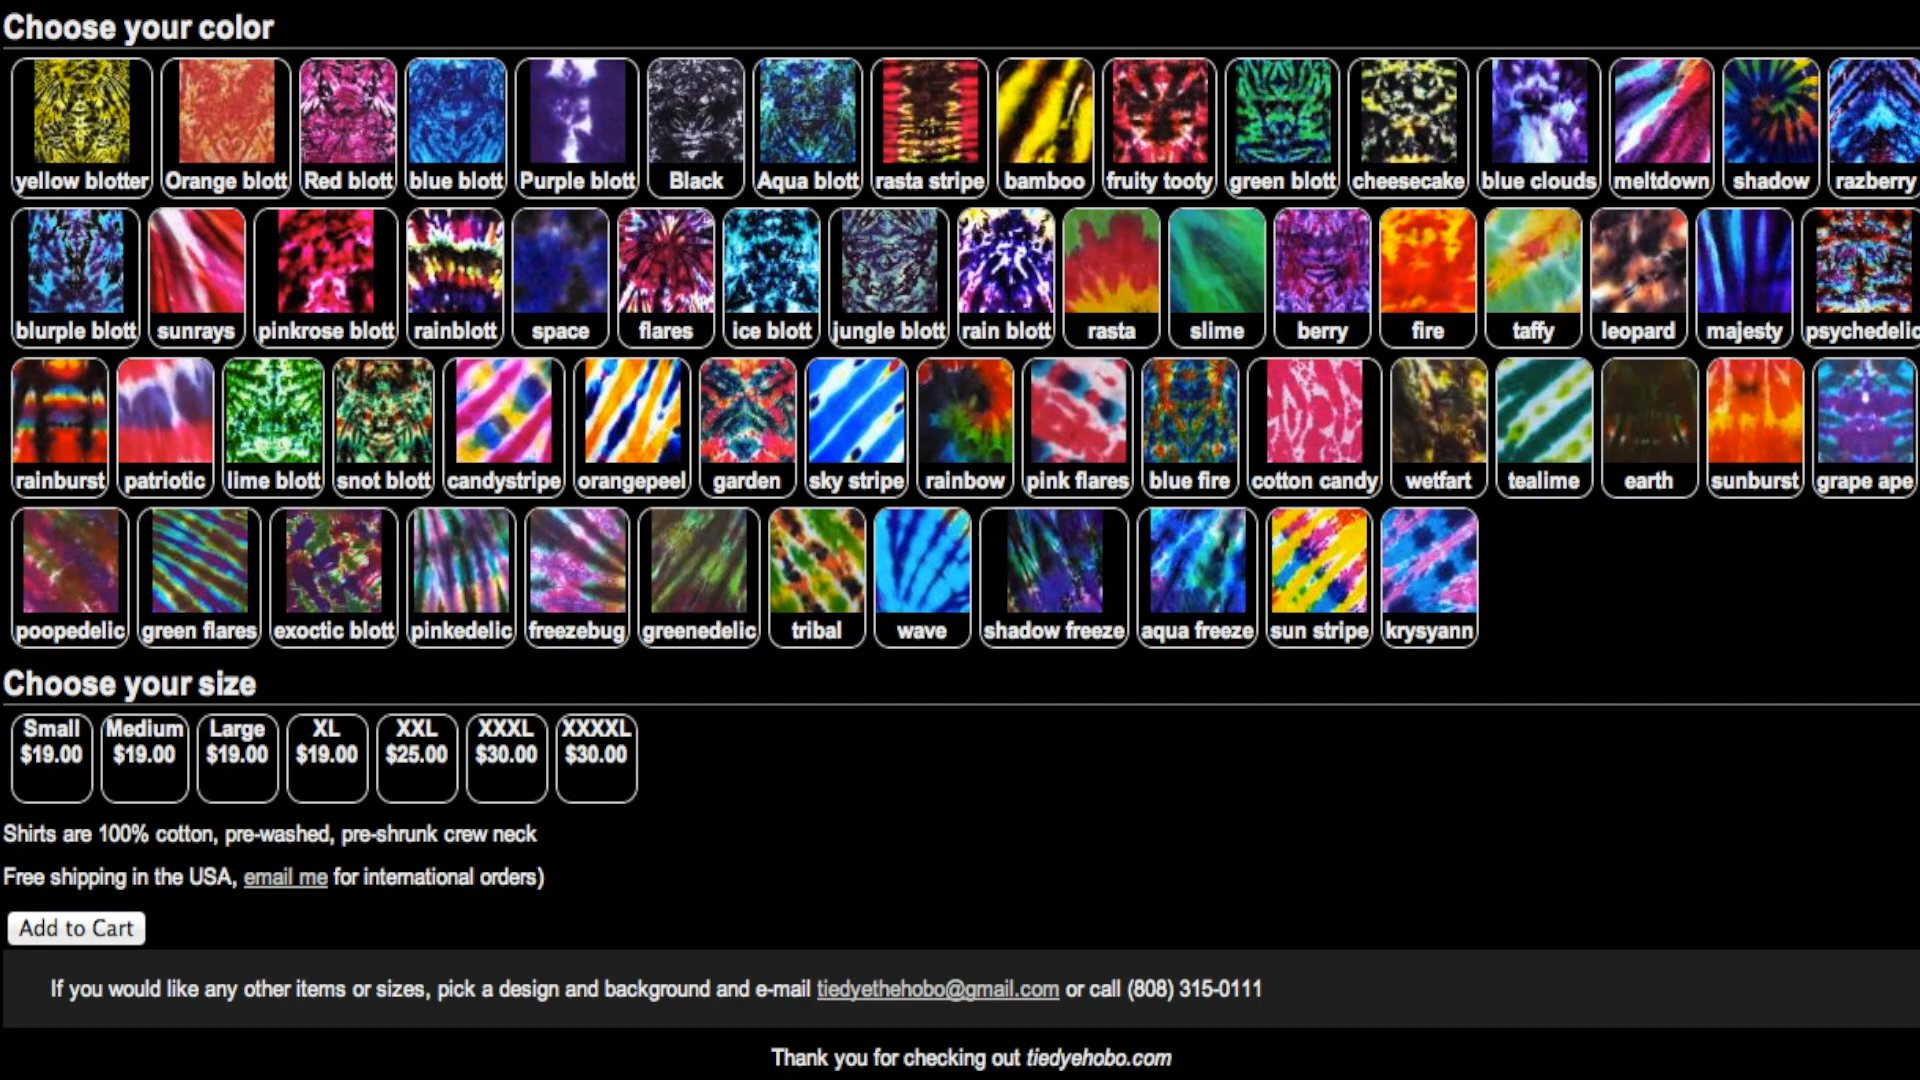 Choose your color
yellow blotter Orange blott Red blott blue blott Purple blott Black Aqua blott rasta stripe bamboo fruity tooty green blott cheesecake blue clouds meltdown shadow razberry
blurple blott sunrays pinkrose blott rainblott space flares ice blott jungle blott rain blott rasta slime berry fire taffy leopard majesty psychedelic
rainburst patriotic lime blott snot blott candystripe orangepeel garden sky stripe rainbow pink flares blue fire cotton candy wetfart tealime earth sunburst grape ape
poopedelic green flares exoctic blott pinkedelic freezebug greenedelic tribal wave shadow freeze aqua freeze sun stripe krysyann
Choose your size
Small Medium Large XL XXL XXXL XXXXL
$19.00 $19.00 $19.00 $19.00 $25.00 $30.00 $30.00
Shirts are 100% cotton, pre-washed, pre-shrunk crew neck
Free shipping in the USA, email me for international orders)
Add to Cart
If you would like any other items or sizes, pick a design and background and e-mail tiedyethehobo@gmail.com or call (808) 315-0111
Thank you for checking out tiedyehobo.com